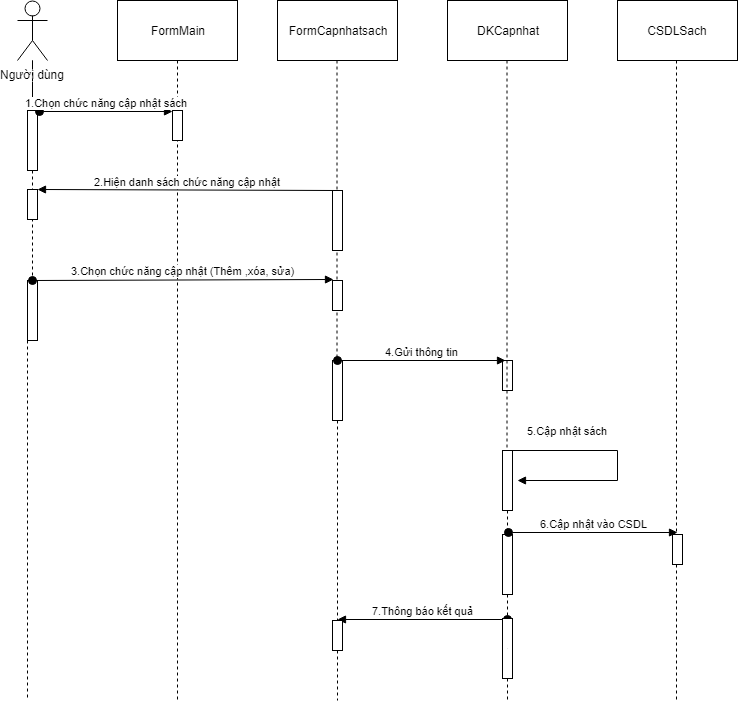 FormMain
FormCapnhatsach
DKCapnhat
CSDLSach
Người dùng
1.Chọn chức năng cập nhật sách
2.Hiện danh sách chức năng cập nhật
3.Chọn chức năng cập nhật (Thêm ,xóa, sửa)
4.Gửi thông tin
5.Cập nhật sách
6.Cập nhật vào CSDL
7.Thông báo kết quả